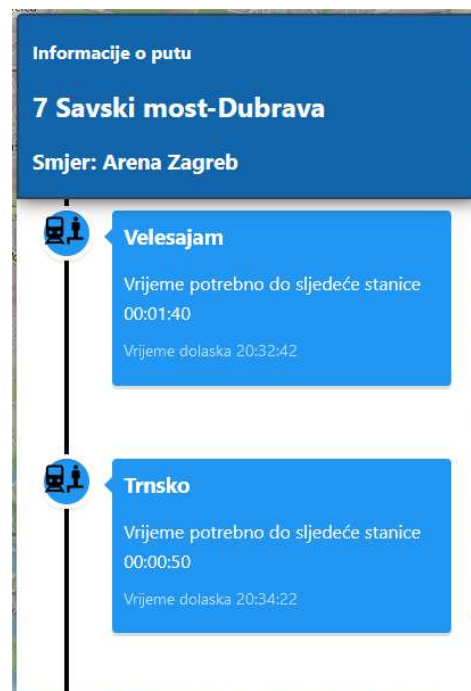 Informacije o putu
7 Savski most-Dubrava
Smjer: Arena Zagreb
Velesajam
Vrijeme potrebno do sljedeće stanice
00:01:40
Vrijeme dolaska 20:32:42
Trnsko
Vrijeme potrebno do sljedeće stanice
00:00:50
Vrijeme dolaska 20:34:22